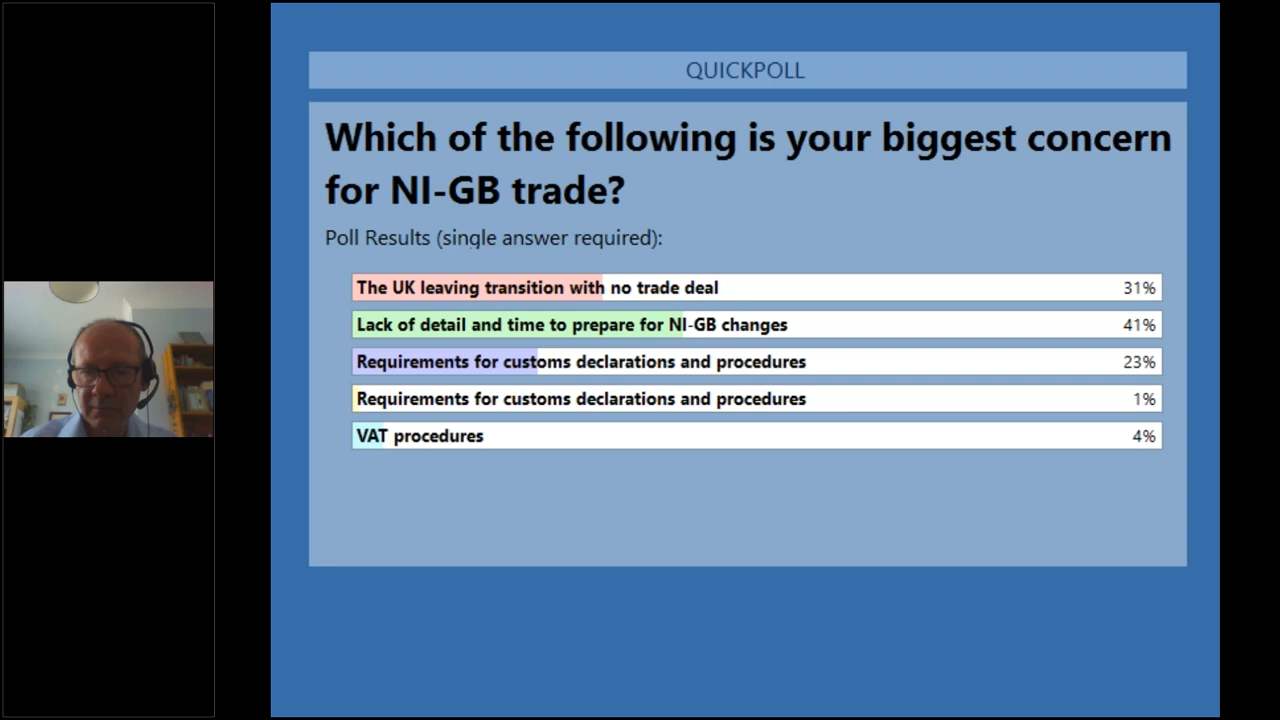 QUICKPOLL
Which of the following is your biggest concern
for NI-GB trade?
Poll Results (single answer required):
The UK leaving transition with no trade deal 31%
Lack of detail and time to prepare for NI-GB changes 41%
Requirements for customs declarations and procedures 23%
Requirements for customs declarations and procedures 1%
VAT procedures 4%